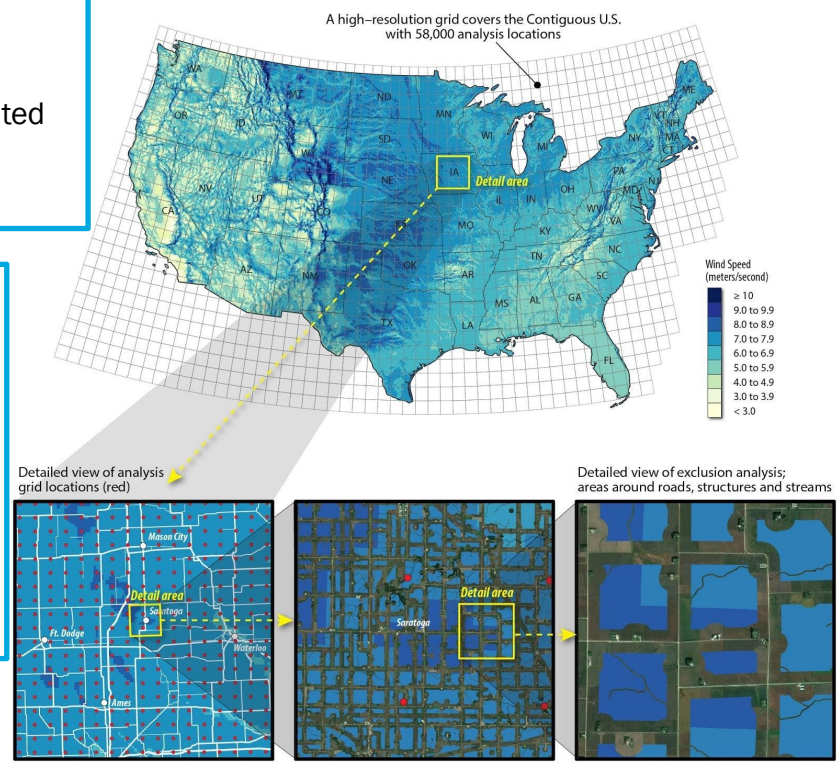 ted
A high-resolution grid covers the Contiguous U.S.
with 58,000 analysis locations
WA
MT
ND
MN
ME
OR
ID
SD
WI
MI
VT
NH
NY
MA
CT
WY
IA
Detail area
NE
PA
NJ
NV
UT
CO
IL
IN
OH
MD
WV
VA
CA
KS
MO
KY
NC
AZ
NM
OK
AR
TN
SC
MS
AL
GA
TX
LA
FL
Wind Speed
(meters/second)
≥ 10
9.0 to 9.9
8.0 to 8.9
7.0 to 7.9
6.0 to 6.9
5.0 to 5.9
4.0 to 4.9
3.0 to 3.9
< 3.0
Detailed view of analysis
grid locations (red)
Mason City
Detail area
Saratoga
Ft. Dodge
Waterloo
Ames
Detail area
Saratoga
Detailed view of exclusion analysis;
areas around roads, structures and streams